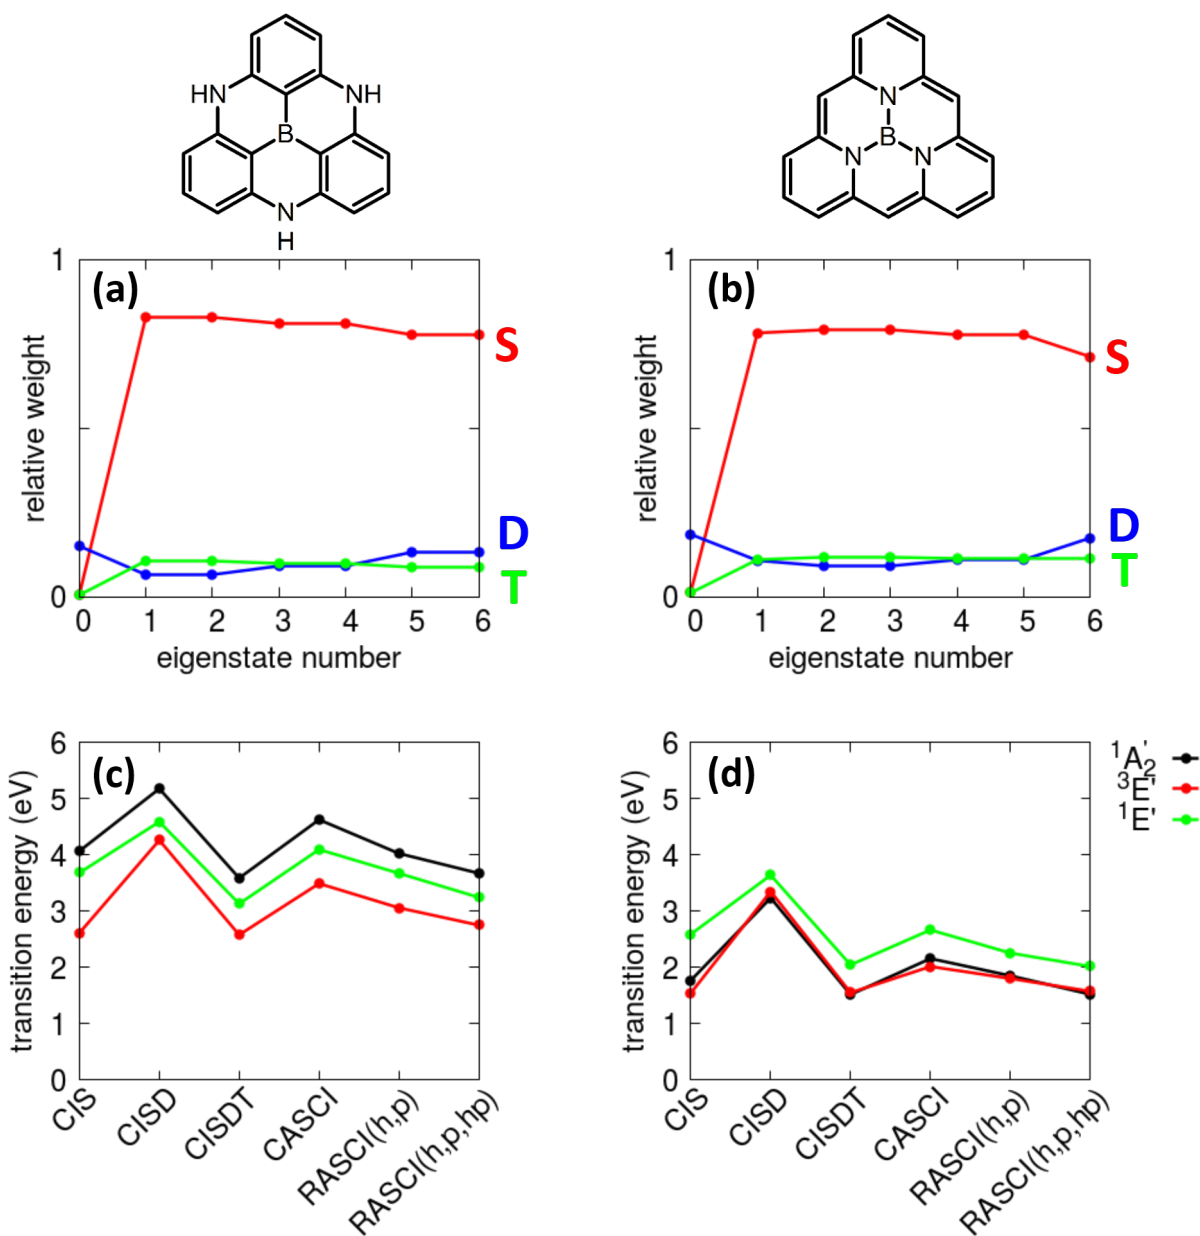 HN NH
B
N
H
N
B
N N
1
(a)
S
relative weight
D
T
0
0 1 2 3 4 5 6
eigenstate number
1
(b)
S
relative weight
D
T
0
0 1 2 3 4 5 6
eigenstate number
6
(c)
5
4
3
2
1
0
transition energy (eV)
CIS CISD CISDT CASCI RASCI(h,p) RASCI(h,p,hp)
6
(d)
5
4
3
2
1
0
transition energy (eV)
CIS CISD CISDT CASCI RASCI(h,p) RASCI(h,p,hp)
¹A₂'
³E'
¹E'